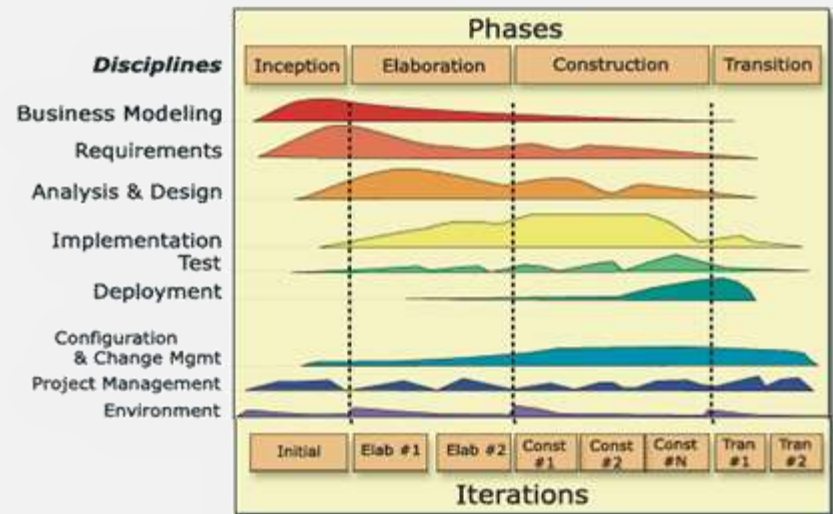 Phases
Disciplines
Inception
Elaboration
Construction
Transition
Business Modeling
Requirements
Analysis & Design
Implementation
Test
Deployment
Configuration
& Change Mgmt
Project Management
Environment
Initial
Elab #1
Elab #2
Const
#1
Const
#2
Const
#N
Tran
#1
Tran
#2
Iterations